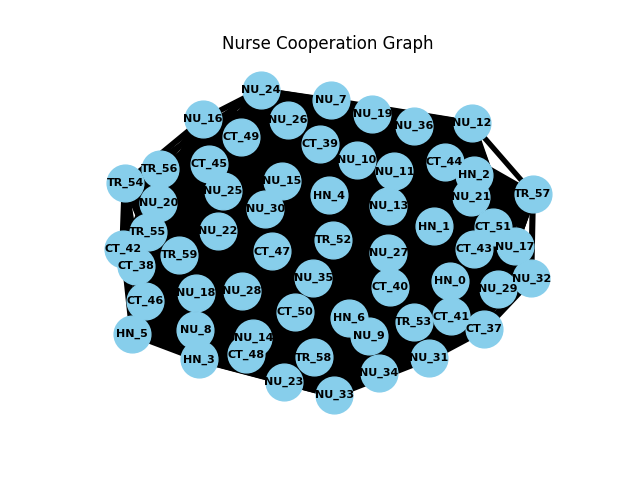 Nurse Cooperation Graph
NU_24
NU_7
NU_19
NU_16
NU_26
NU_36
NU_12
CT_49
CT_39
NU_10
CT_44
CT_45
TR_56
NU_11
HN_2
TR_54
NU_15
NU_25
HN_4
NU_21
TR_57
NU_20
NU_30
NU_13
HN_1
CT_51
TR_55
NU_22
TR_52
NU_17
CT_42
CT_43
TR_59
CT_47
NU_27
CT_38
NU_35
NU_32
HN_0
CT_40
NU_29
NU_18
NU_28
CT_46
CT_50
HN_6
CT_41
TR_53
CT_37
NU_8
HN_5
NU_9
NU_14
CT_48
TR_58
NU_31
HN_3
NU_34
NU_23
NU_33